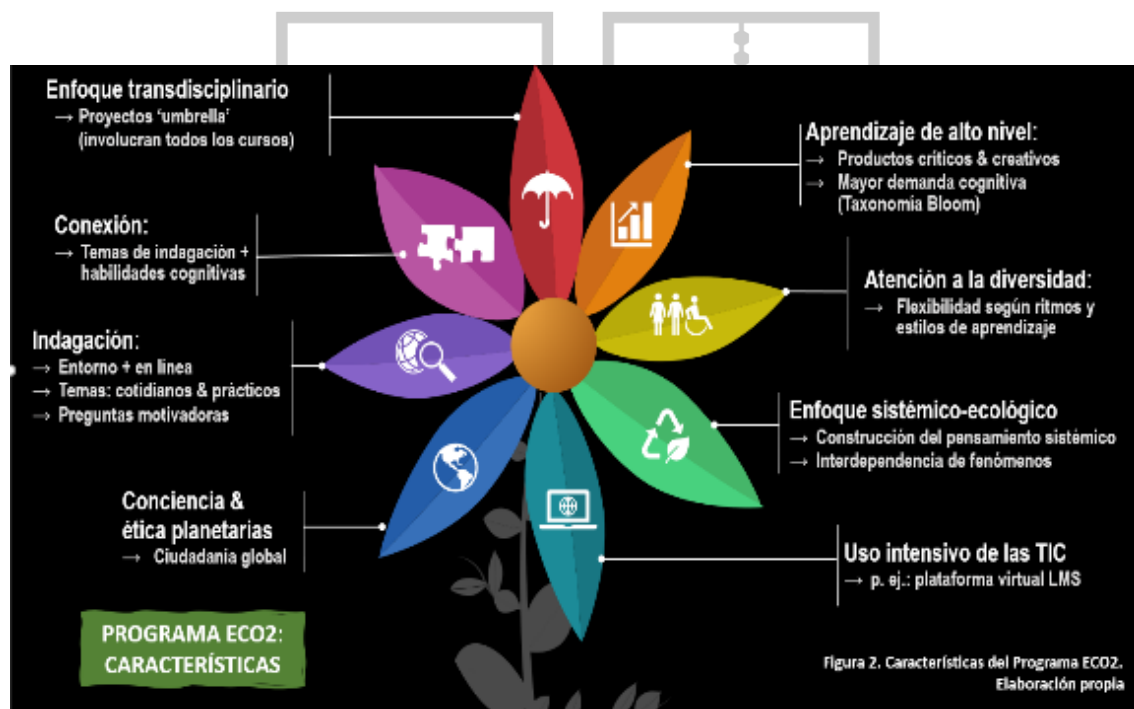 Enfoque transdisciplinario
→ Proyectos 'umbrella'
(involucran todos los cursos)
Conexión:
→ Temas de indagación +
habilidades cognitivas
Indagación:
→ Entorno + en línea
→ Temas: cotidianos & prácticos
→ Preguntas motivadoras
Conciencia &
ética planetarias
→ Ciudadanía global
Aprendizaje de alto nivel:
→ Productos críticos & creativos
→ Mayor demanda cognitiva
(Taxonomía Bloom)
Atención a la diversidad:
→ Flexibilidad según ritmos y
estilos de aprendizaje
Enfoque sistémico-ecológico
→ Construcción del pensamiento sistémico
→ Interdependencia de fenómenos
Uso intensivo de las TIC
→ p. ej.: plataforma virtual LMS
PROGRAMA ECO2:
CARACTERÍSTICAS
Figura 2. Características del Programa ECO2.
Elaboración propia